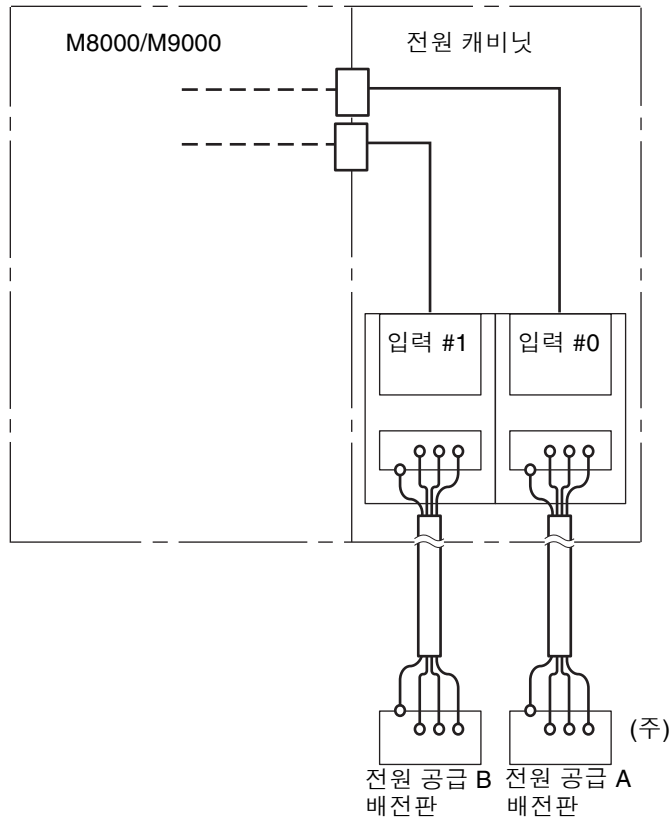 M8000/M9000
전원 캐비닛
입력 #1
입력 #0
(주)
전원 공급 B
배전판
전원 공급 A
배전판